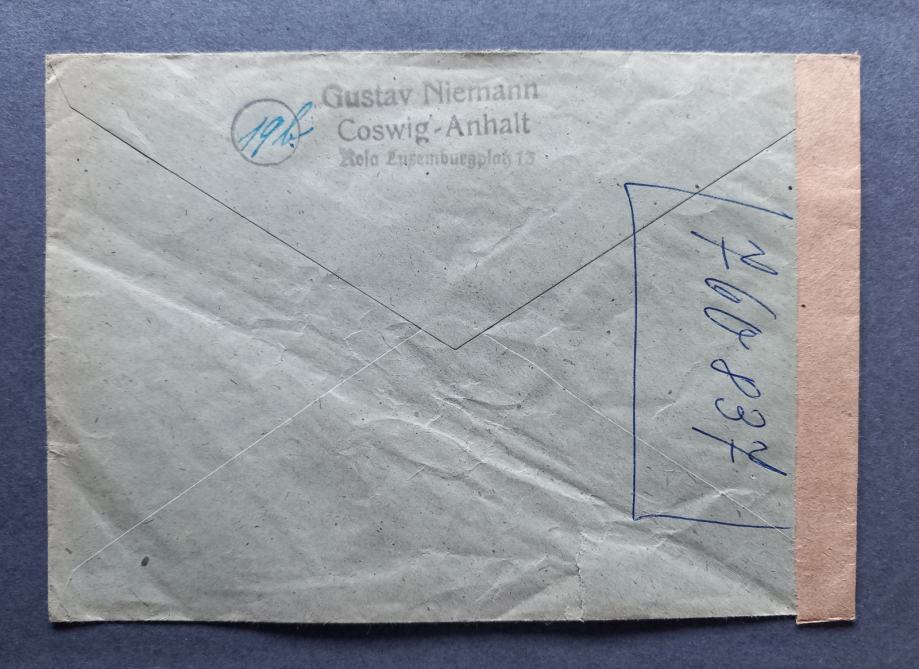 19b
Gustav Niemann
Coswig-Anhalt
Rosa Luxemburgplatz 13
760837